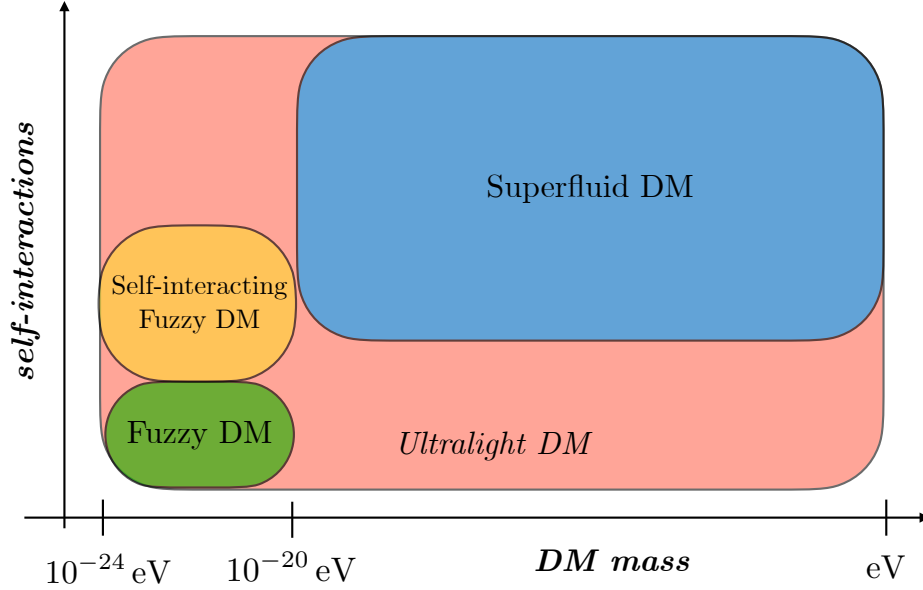 self-interactions
Superfluid DM
Self-interacting
Fuzzy DM
Fuzzy DM
Ultralight DM
10⁻²⁴ eV
10⁻²⁰ eV
DM mass
eV